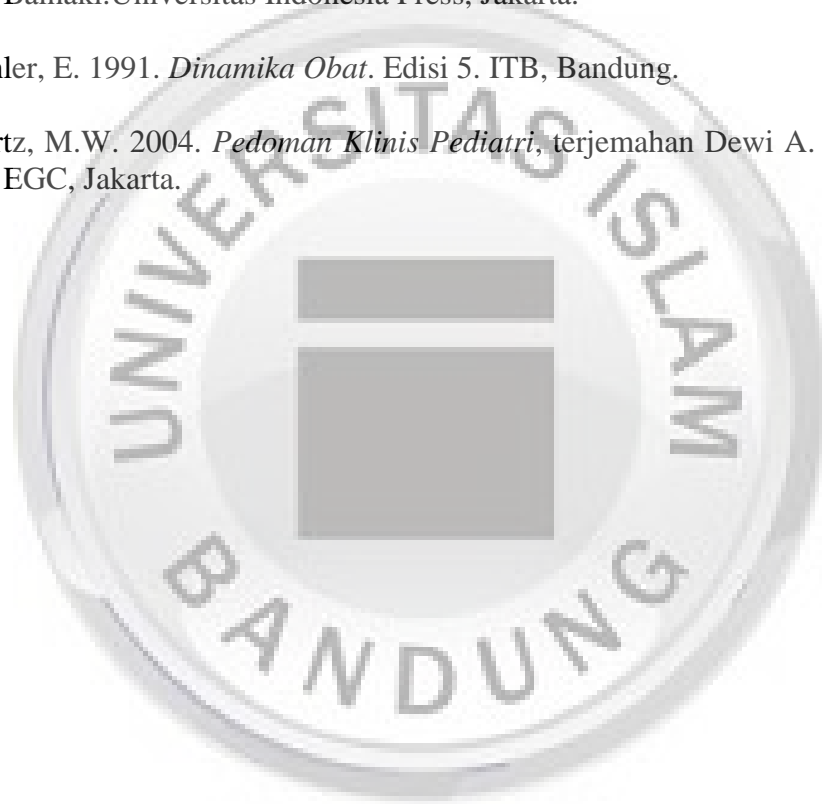 Universitas Indonesia Press, Jakarta.
ler, E. 1991. Dinamika Obat. Edisi 5. ITB, Bandung.
rtz, M.W. 2004. Pedoman Klinis Pediatri, terjemahan Dewi A.
EGC, Jakarta.
UNIVERSITAS ISLAM
BANDUNG